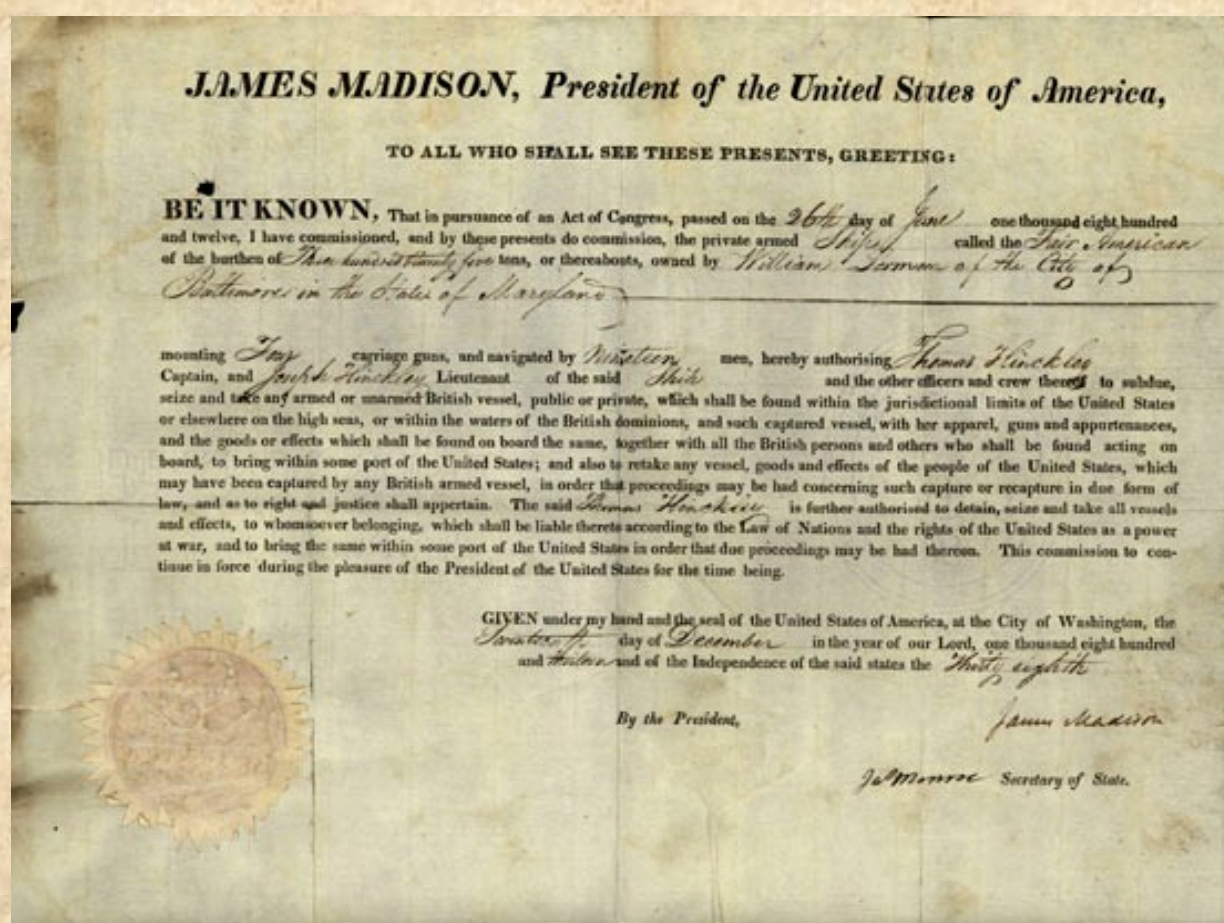 JAMES MADISON, President of the United States of America,
TO ALL WHO SHALL SEE THESE PRESENTS, GREETING:
BE IT KNOWN, That in pursuance of an Act of Congress, passed on the 26th day of June one thousand eight hundred
and twelve, I have commissioned, and by these presents do commission, the private armed Ship called the Fair American
of the burthen of Three hundred twenty five tons, or thereabouts, owned by William of the City of
Baltimore in the State of Maryland
mounting Four carriage guns, and navigated by Nineteen men, hereby authorising Thomas Hinckley
Captain, and Joseph Hinckley Lieutenant of the said Ship and the other officers and crew thereof to subdue,
seize and take any armed or unarmed British vessel, public or private, which shall be found within the jurisdictional limits of the United States
or elsewhere on the high seas, or within the waters of the British dominions, and such captured vessel, with her apparel, guns and appurtenances,
and the goods or effects which shall be found on board the same, together with all the British persons and others who shall be found acting on
board, to bring within some port of the United States; and also to retake any vessel, goods and effects of the people of the United States, which
may have been captured by any British armed vessel, in order that proceedings may be had concerning such capture or recapture in due form of
law, and as to right and justice shall appertain. The said Thomas is further authorised to detain, seize and take all vessels
and effects, to whomsoever belonging, which shall be liable thereto according to the Law of Nations and the rights of the United States as a power
at war, and to bring the same within some port of the United States in order that due proceedings may be had thereon. This commission to con-
tinue in force during the pleasure of the President of the United States for the time being.
GIVEN under my hand and the seal of the United States of America, at the City of Washington, the
day of December in the year of our Lord, one thousand eight hundred
and and of the Independence of the said states the Thirty eighth
By the President, James Madison
Jas Monroe Secretary of State.